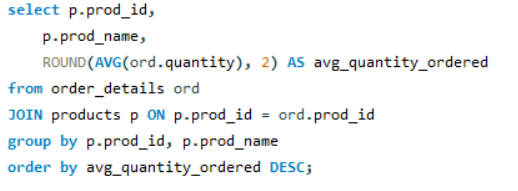 select p.prod_id,
p.prod_name,
ROUND(AVG(ord.quantity), 2) AS avg_quantity_ordered
from order_details ord
JOIN products p ON p.prod_id = ord.prod_id
group by p.prod_id, p.prod_name
order by avg_quantity_ordered DESC;